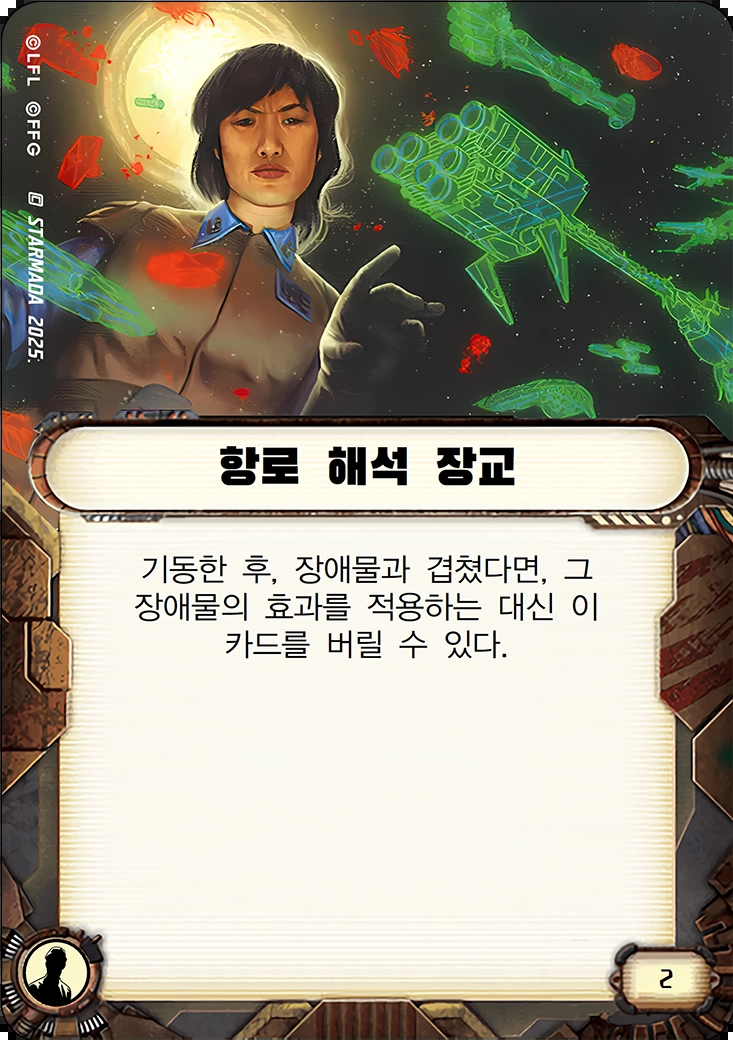 ©LFL ©FFG STARMADA 2025.
항로 해석 장교
기동한 후, 장애물과 겹쳤다면, 그
장애물의 효과를 적용하는 대신 이
카드를 버릴 수 있다.
2